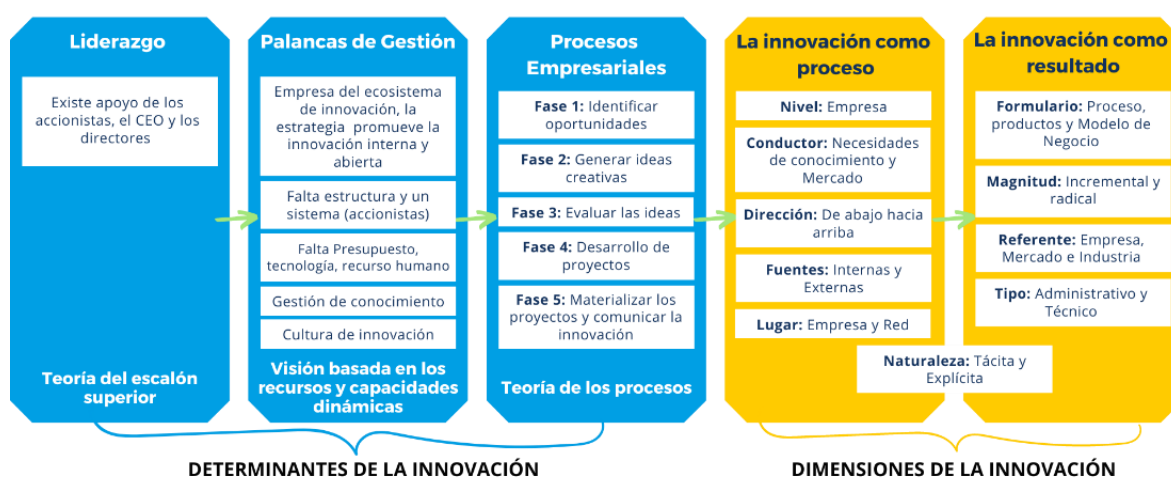 Liderazgo
Existe apoyo de los
accionistas, el CEO y los
directores
Teoría del escalón
superior
Palancas de Gestión
Empresa del ecosistema
de innovación, la
estrategia promueve la
innovación interna y
abierta
Falta estructura y un
sistema (accionistas)
Falta Presupuesto,
tecnología, recurso humano
Gestión de conocimiento
Cultura de innovación
Visión basada en los
recursos y capacidades
dinámicas
Procesos
Empresariales
Fase 1: Identificar
oportunidades
Fase 2: Generar ideas
creativas
Fase 3: Evaluar las ideas
Fase 4: Desarrollo de
proyectos
Fase 5: Materializar los
proyectos y comunicar la
innovación
Teoría de los procesos
La innovación como
proceso
Nivel: Empresa
Conductor: Necesidades
de conocimiento y
Mercado
Dirección: De abajo hacia
arriba
Fuentes: Internas y
Externas
Lugar: Empresa y Red
La innovación como
resultado
Formulario: Proceso,
productos y Modelo de
Negocio
Magnitud: Incremental y
radical
Referente: Empresa,
Mercado e Industria
Tipo: Administrativo y
Técnico
Naturaleza: Tácita y
Explícita
DETERMINANTES DE LA INNOVACIÓN
DIMENSIONES DE LA INNOVACIÓN